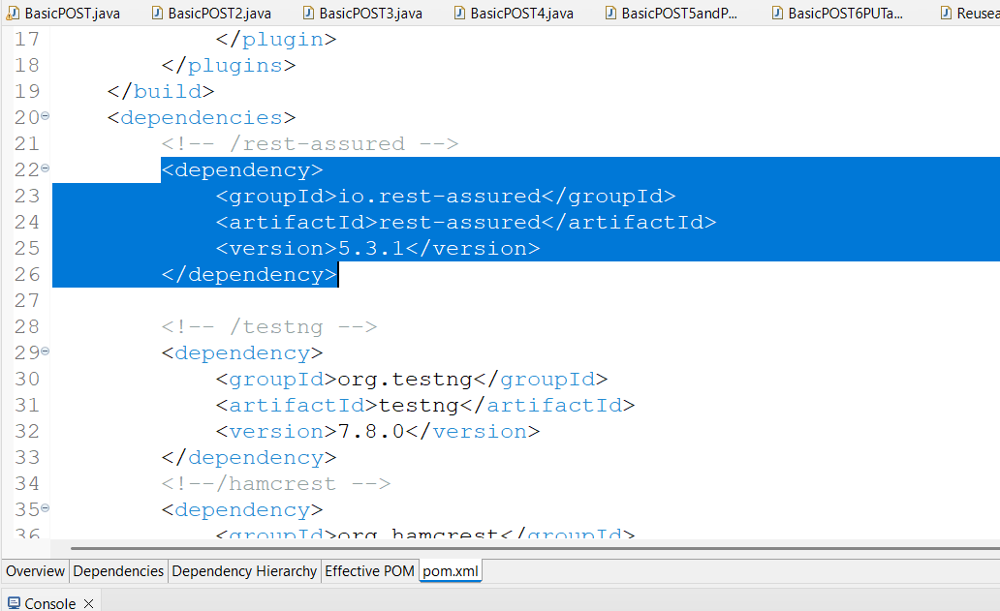 BasicPOST.java BasicPOST2.java BasicPOST3.java BasicPOST4.java BasicPOST5andP... BasicPOST6PUTa... Reusea
17 </plugin>
18 </plugins>
19 </build>
20 <dependencies>
21 <!-- /rest-assured -->
22 <dependency>
23 <groupId>io.rest-assured</groupId>
24 <artifactId>rest-assured</artifactId>
25 <version>5.3.1</version>
26 </dependency>
27
28 <!-- /testng -->
29 <dependency>
30 <groupId>org.testng</groupId>
31 <artifactId>testng</artifactId>
32 <version>7.8.0</version>
33 </dependency>
34 <!--/hamcrest -->
35 <dependency>
36 <groupId>org.hamcrest</groupId>
Overview Dependencies Dependency Hierarchy Effective POM pom.xml
Console